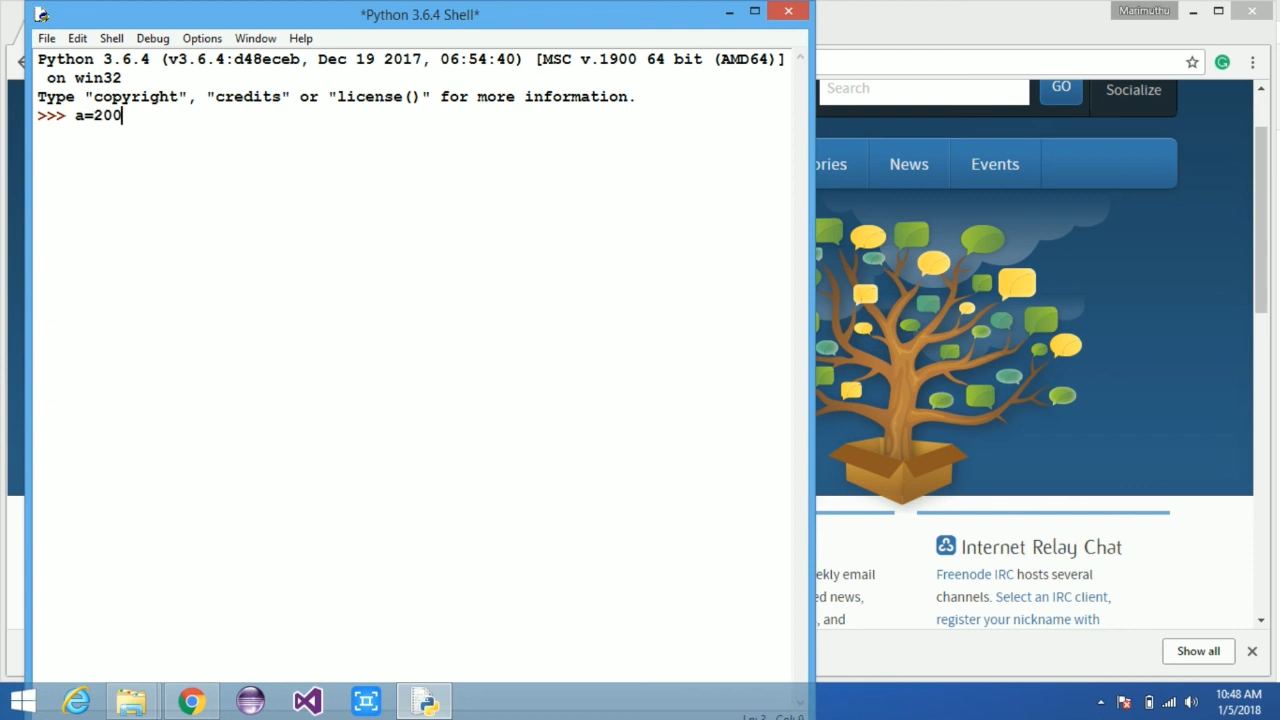 *Python 3.6.4 Shell*
File Edit Shell Debug Options Window Help
Python 3.6.4 (v3.6.4:d48eceb, Dec 19 2017, 06:54:40) [MSC v.1900 64 bit (AMD64)]
on win32
Type "copyright", "credits" or "license()" for more information.
>>> a=200
Marimuthu
Search
GO
Socialize
ories
News
Events
Internet Relay Chat
ekly email
ed news,
, and
Freenode IRC hosts several
channels. Select an IRC client,
register your nickname with
Show all
10:48 AM
1/5/2018